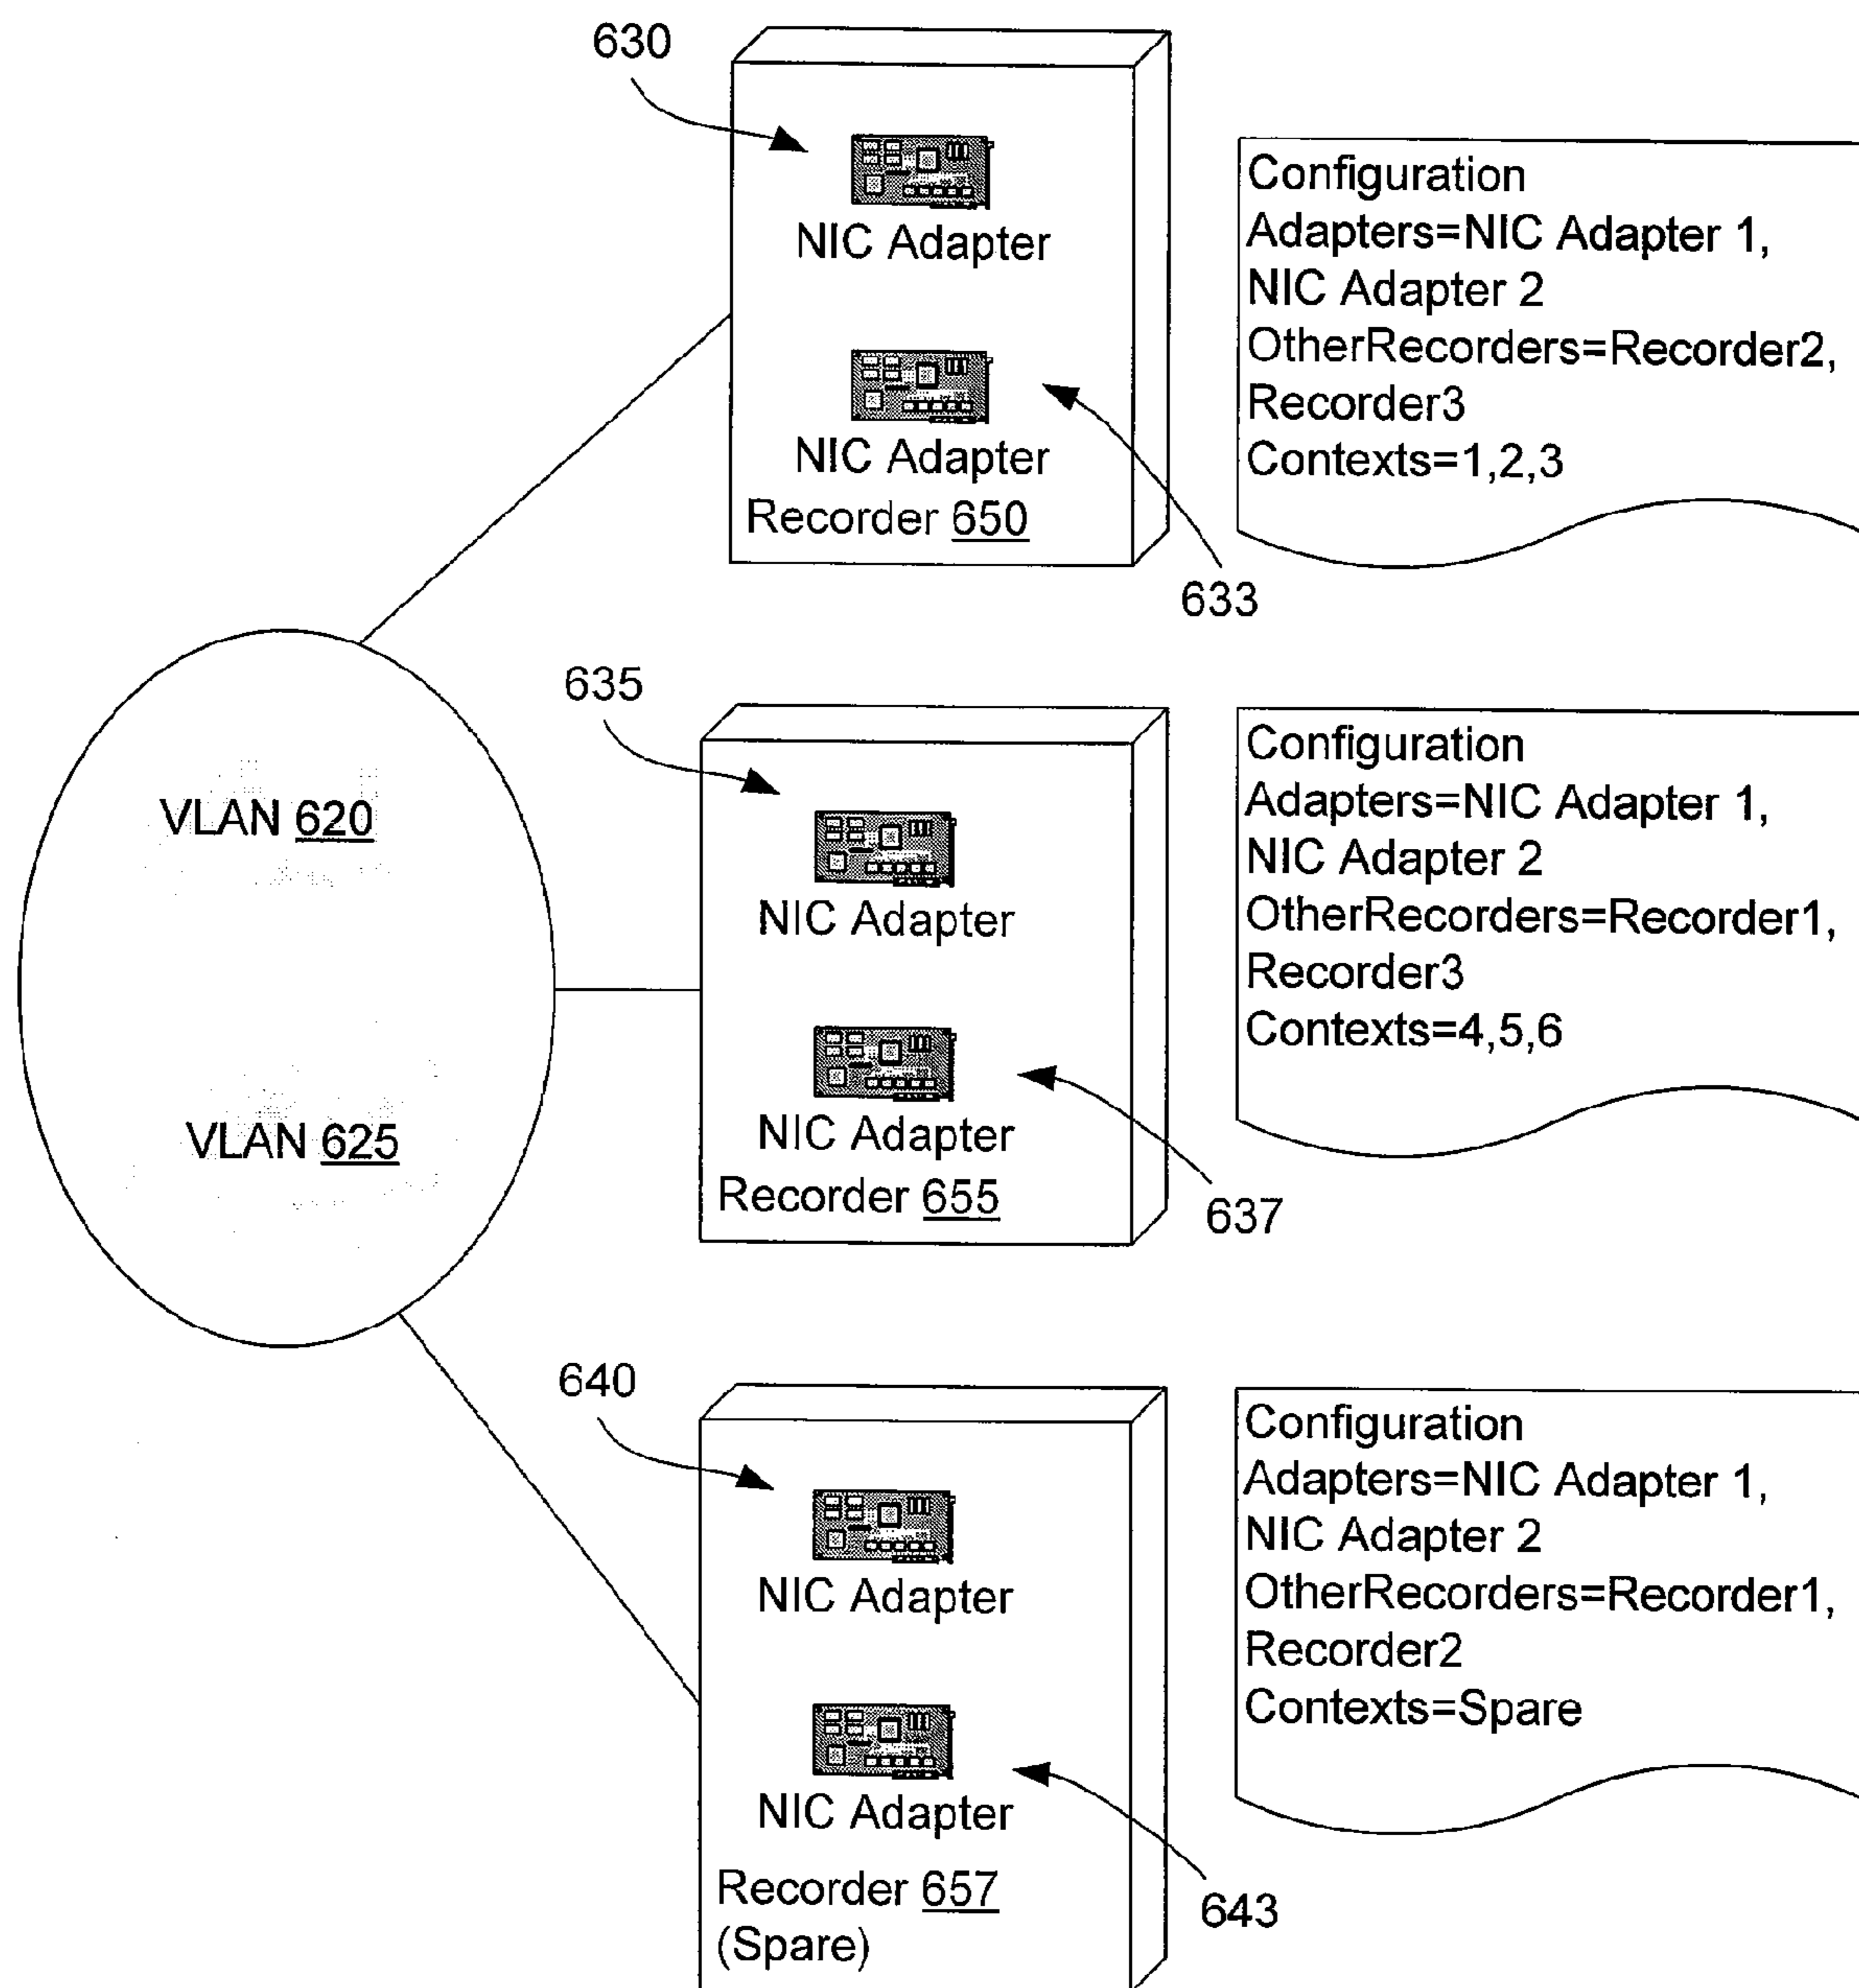 630
NIC Adapter
NIC Adapter
Recorder 650
633
Configuration
Adapters=NIC Adapter 1,
NIC Adapter 2
OtherRecorders=Recorder2,
Recorder3
Contexts=1,2,3
VLAN 620
VLAN 625
635
NIC Adapter
NIC Adapter
Recorder 655
637
Configuration
Adapters=NIC Adapter 1,
NIC Adapter 2
OtherRecorders=Recorder1,
Recorder3
Contexts=4,5,6
640
NIC Adapter
NIC Adapter
Recorder 657
(Spare)
643
Configuration
Adapters=NIC Adapter 1,
NIC Adapter 2
OtherRecorders=Recorder1,
Recorder2
Contexts=Spare